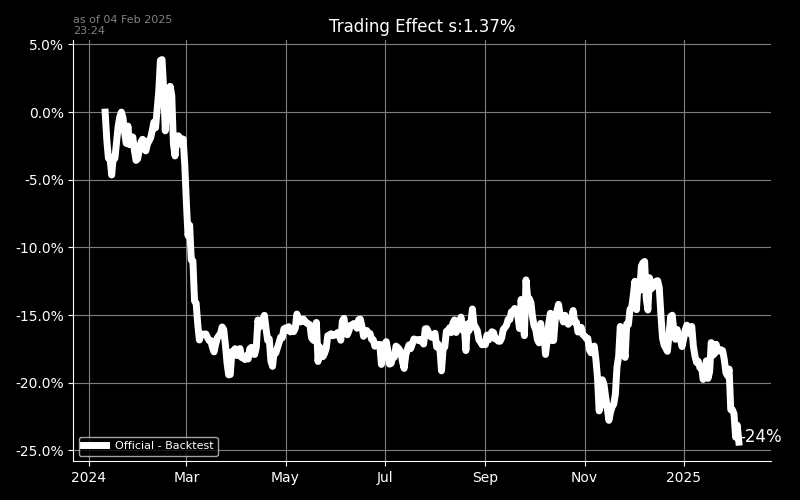 as of 04 Feb 2025
23:24
Trading Effect s:1.37%
5.0%
0.0%
-5.0%
-10.0%
-15.0%
-20.0%
-25.0%
-24%
Official - Backtest
2024 Mar May Jul Sep Nov 2025